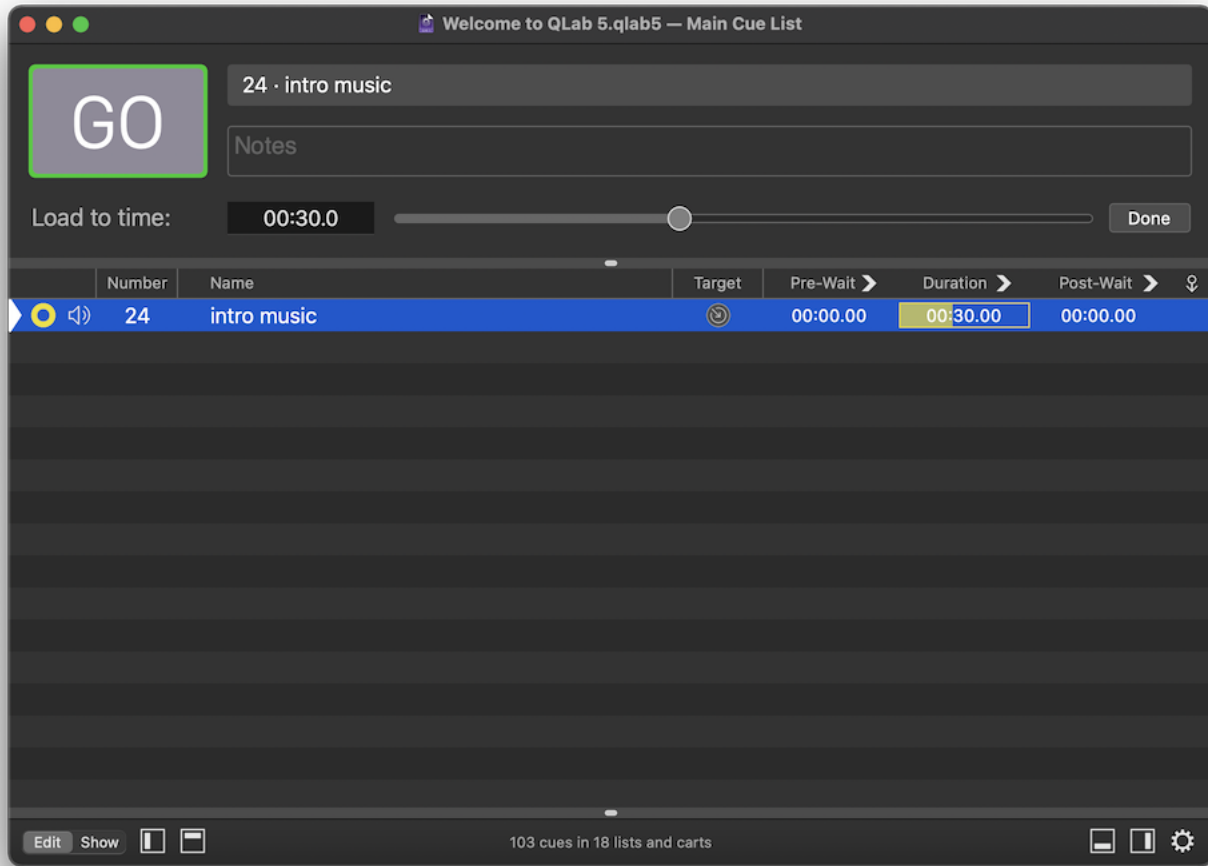 Welcome to QLab 5.qlab5 — Main Cue List
GO
24 · intro music
Notes
Load to time:
00:30.0
Done
Number Name Target Pre-Wait Duration Post-Wait
24 intro music 00:00.00 00:30.00 00:00.00
Edit Show
103 cues in 18 lists and carts